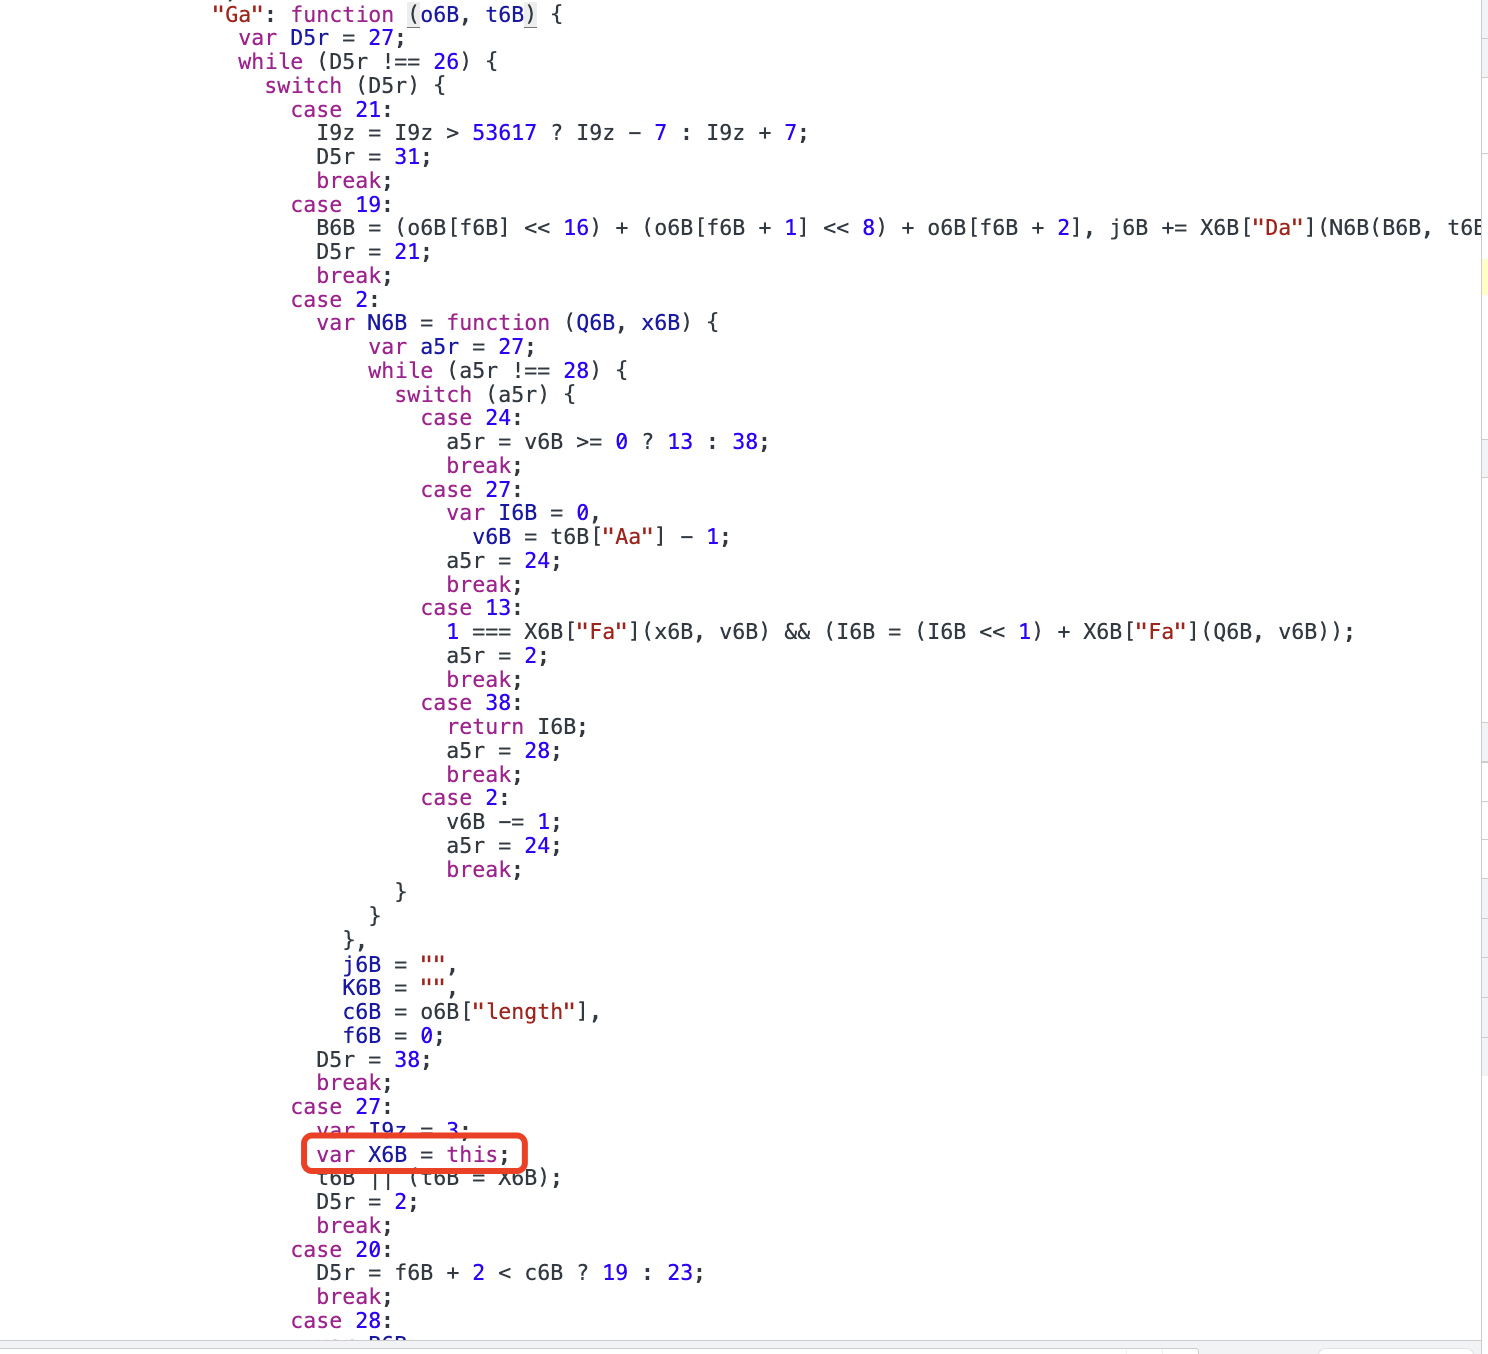 "Ga": function (o6B, t6B) {
var D5r = 27;
while (D5r !== 26) {
switch (D5r) {
case 21:
I9z = I9z > 53617 ? I9z - 7 : I9z + 7;
D5r = 31;
break;
case 19:
B6B = (o6B[f6B] << 16) + (o6B[f6B + 1] << 8) + o6B[f6B + 2], j6B += X6B["Da"](N6B(B6B, t6B
D5r = 21;
break;
case 2:
var N6B = function (Q6B, x6B) {
var a5r = 27;
while (a5r !== 28) {
switch (a5r) {
case 24:
a5r = v6B >= 0 ? 13 : 38;
break;
case 27:
var I6B = 0,
v6B = t6B["Aa"] - 1;
a5r = 24;
break;
case 13:
1 === X6B["Fa"](x6B, v6B) && (I6B = (I6B << 1) + X6B["Fa"](Q6B, v6B));
a5r = 2;
break;
case 38:
return I6B;
a5r = 28;
break;
case 2:
v6B -= 1;
a5r = 24;
break;
}
}
},
j6B = "",
K6B = "",
c6B = o6B["length"],
f6B = 0;
D5r = 38;
break;
case 27:
var I9z = 3;
var X6B = this;
t6B || (t6B = X6B);
D5r = 2;
break;
case 20:
D5r = f6B + 2 < c6B ? 19 : 23;
break;
case 28: